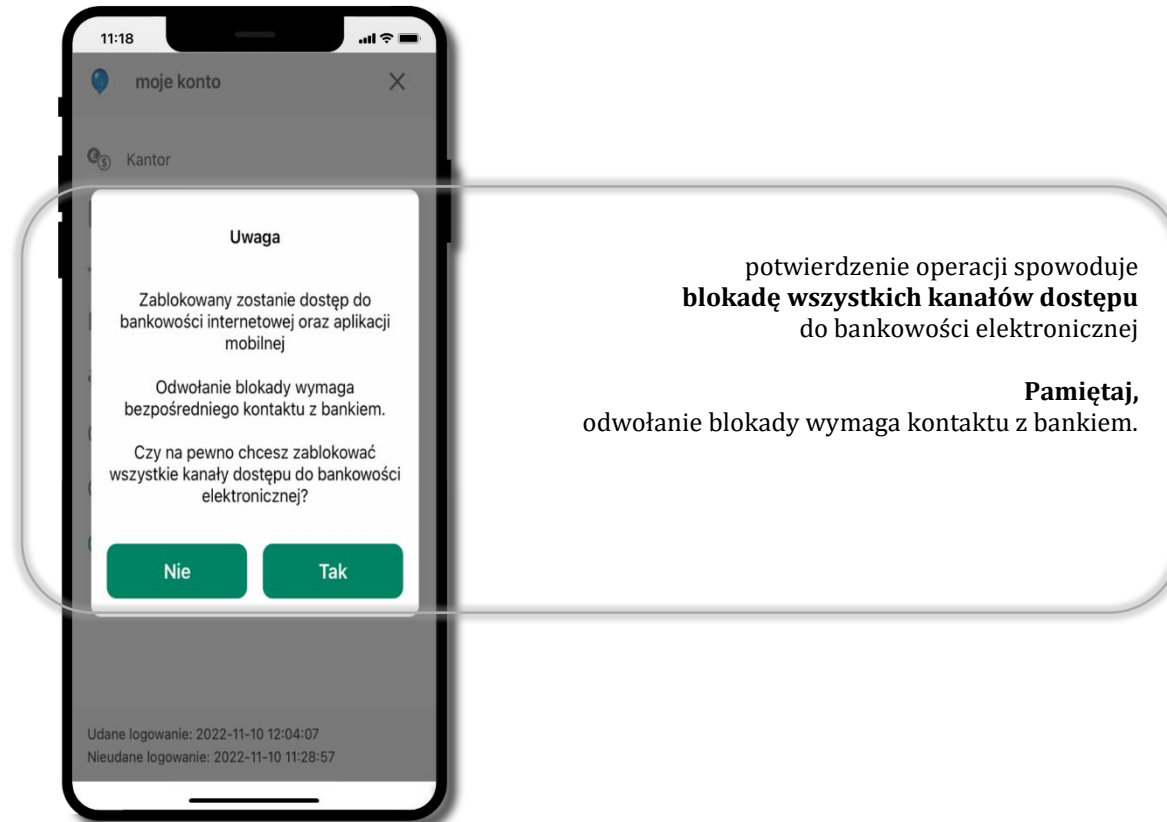 11:18
moje konto
Kantor
Uwaga
Zablokowany zostanie dostęp do
bankowości internetowej oraz aplikacji
mobilnej
Odwołanie blokady wymaga
bezpośredniego kontaktu z bankiem.
Czy na pewno chcesz zablokować
wszystkie kanały dostępu do bankowości
elektronicznej?
Nie Tak
Udane logowanie: 2022-11-10 12:04:07
Nieudane logowanie: 2022-11-10 11:28:57
potwierdzenie operacji spowoduje
blokadę wszystkich kanałów dostępu
do bankowości elektronicznej
Pamiętaj,
odwołanie blokady wymaga kontaktu z bankiem.